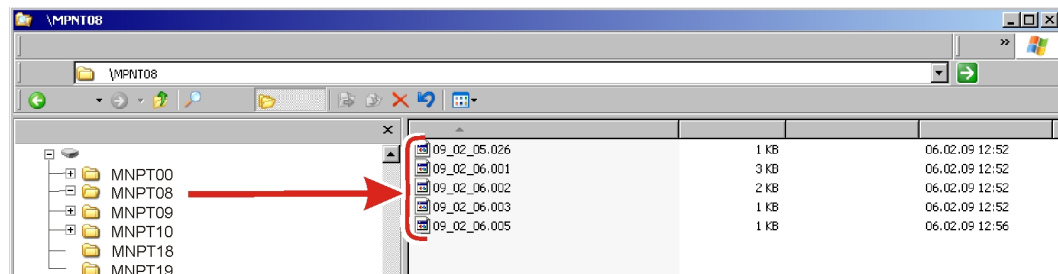 \MPNT08
\MPNT08
MNPT00
MNPT08
MNPT09
MNPT10
MNPT18
MNPT19
09_02_05.026 1 KB 06.02.09 12:52
09_02_06.001 3 KB 06.02.09 12:52
09_02_06.002 2 KB 06.02.09 12:52
09_02_06.003 1 KB 06.02.09 12:52
09_02_06.005 1 KB 06.02.09 12:56